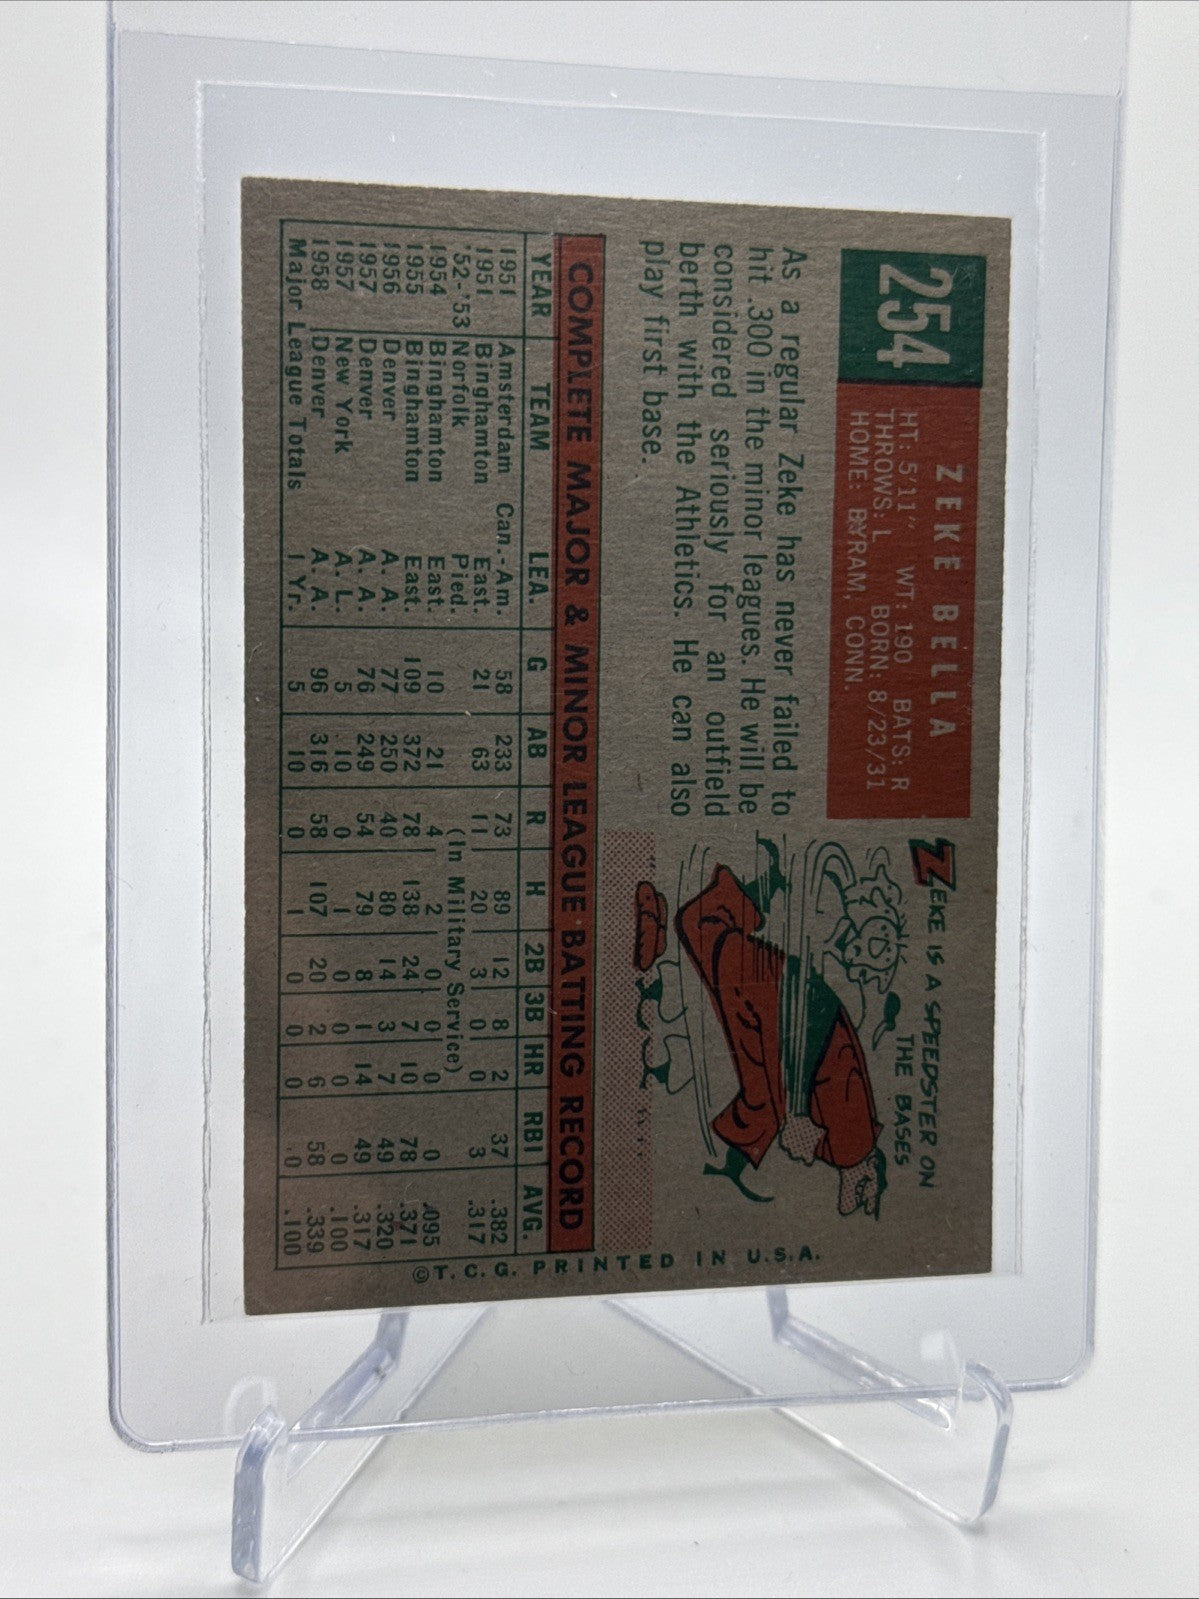 254
ZEKE BELLA
HT: 5'11" WT: 190 BATS: R
THROWS: L BORN: 8/23/31
HOME: BYRAM, CONN.
As a regular Zeke has never failed to
hit .300 in the minor leagues. He will be
considered seriously for an outfield
berth with the Athletics. He can also
play first base.
ZEKE IS A SPEEDSTER ON
THE BASES
COMPLETE MAJOR & MINOR LEAGUE BATTING RECORD
YEAR TEAM LEA. G AB R H 2B 3B HR RBI AVG.
1951 Amsterdam Can.-Am. 58 233 73 89 12 8 2 37 .382
1951 Binghamton East. 21 63 11 20 3 0 0 3 .317
'52-'53 Norfolk Pied. (In Military Service)
1954 Binghamton East. 10 21 4 2 0 0 0 0 .095
1955 Binghamton East. 109 372 78 138 24 7 10 78 .371
1956 Denver A. A. 77 250 40 80 14 3 7 49 .320
1957 Denver A. A. 76 249 54 79 8 1 14 49 .317
1957 New York A. L. 5 10 0 1 0 0 0 0 .100
1958 Denver A. A. 96 316 58 107 20 2 6 58 .339
Major League Totals 1 Yr. 5 10 0 1 0 0 0 0 .100
©T.C.G. PRINTED IN U.S.A.